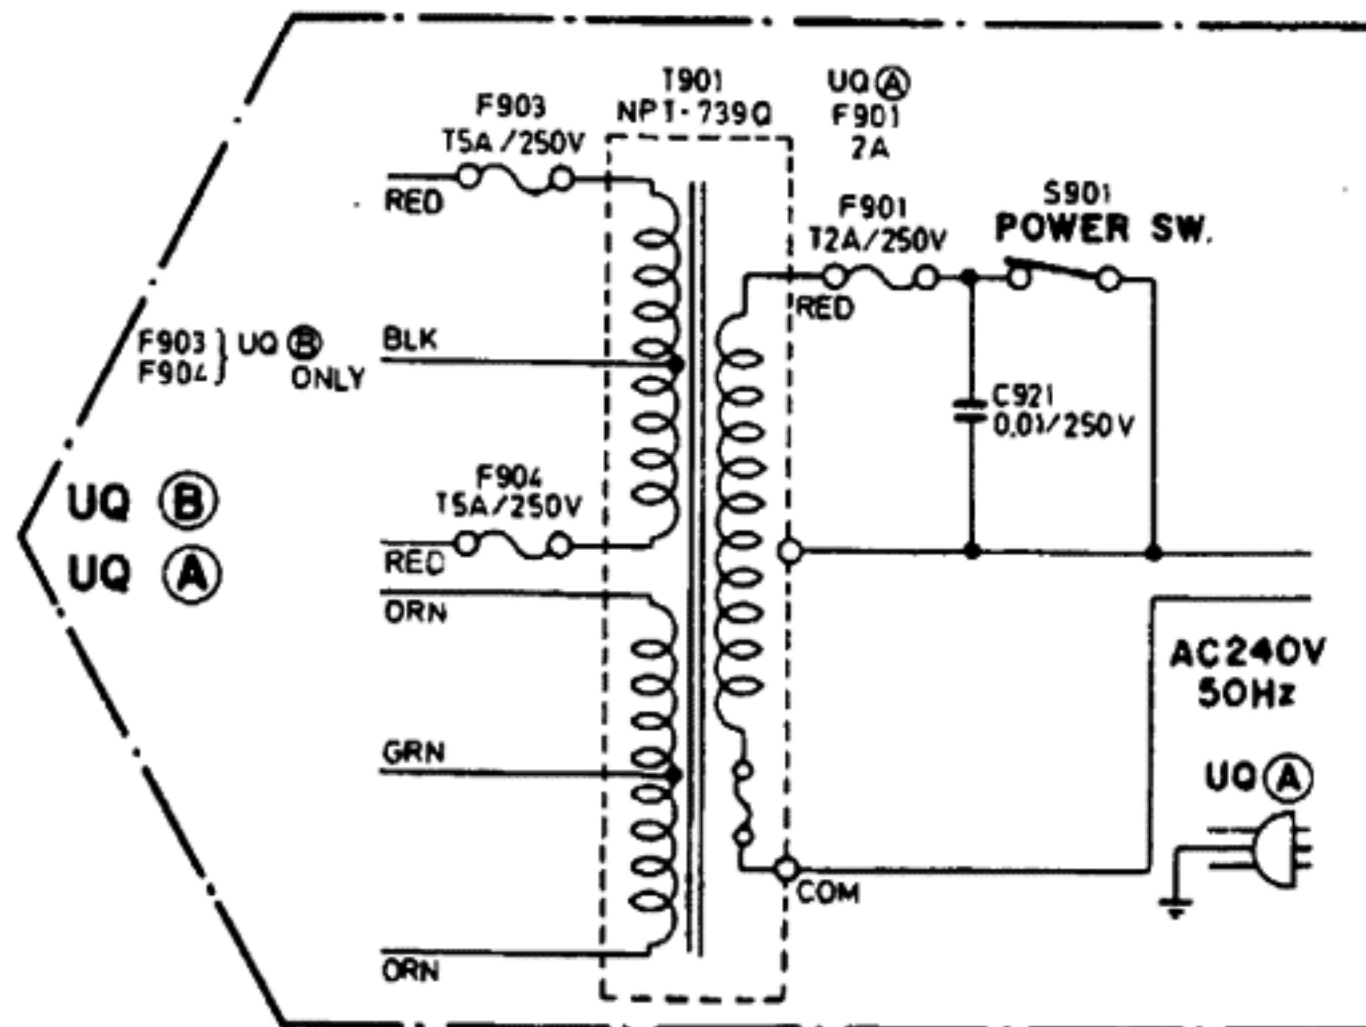 T901
NPT-739Q
UQ Ⓐ
F901
2A
F903
T5A/250V
RED
F901
T2A/250V
RED
S901
POWER SW.
F903
F904
UQ Ⓑ
ONLY
BLK
C921
0.01/250V
F904
T5A/250V
RED
UQ Ⓑ
UQ Ⓐ
ORN
AC240V
50Hz
GRN
UQ Ⓐ
COM
ORN